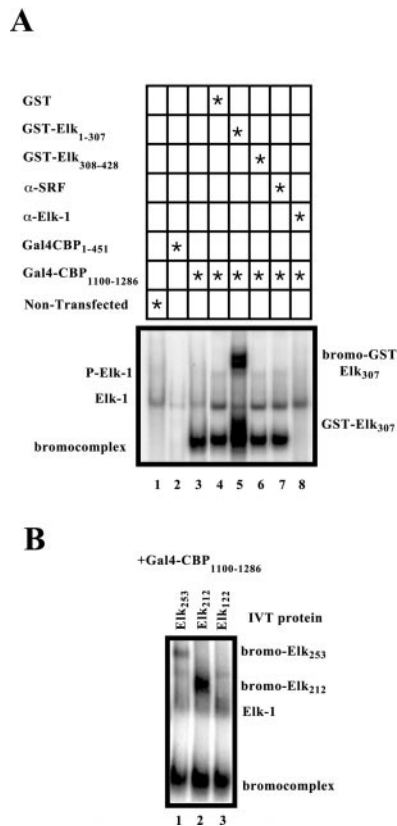 A
GST
GST-Elk1-307
GST-Elk308-428
α-SRF
α-Elk-1
Gal4CBP1-451
Gal4-CBP1100-1286
Non-Transfected
* * * * * * * * * * * * *
P-Elk-1
Elk-1
bromocomplex
bromo-GST
Elk307
GST-Elk307
1 2 3 4 5 6 7 8
B
+Gal4-CBP1100-1286
Elk253 Elk212 Elk122
IVT protein
bromo-Elk253
bromo-Elk212
Elk-1
bromocomplex
1 2 3